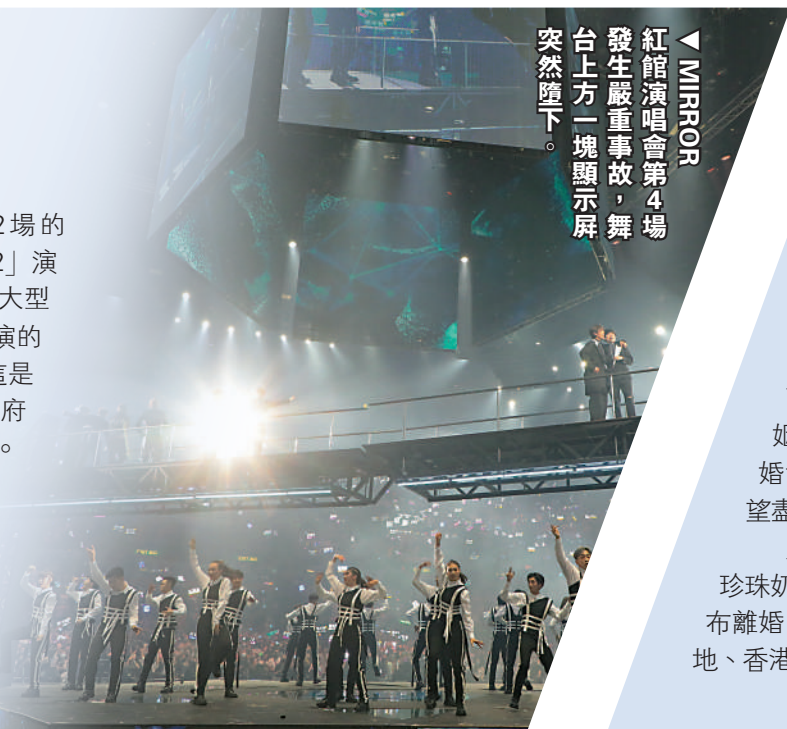 ◀ MIRROR
紅館演唱會第4場
發生嚴重事故，舞
台上方一塊顯示屏
突然墮下。
2場的
2」演
大型
演的
這是
府
。
姻
婚
望盡
珍珠奶
布離婚
地、香港